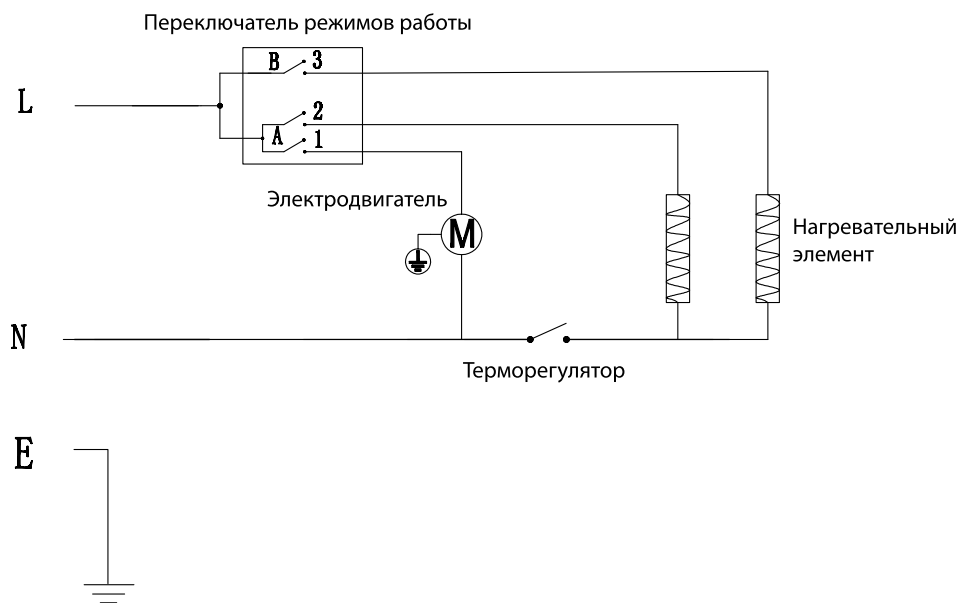 Переключатель режимов работы
B 3
L
2
A 1
Электродвигатель
M
Нагревательный
элемент
N
Терморегулятор
E